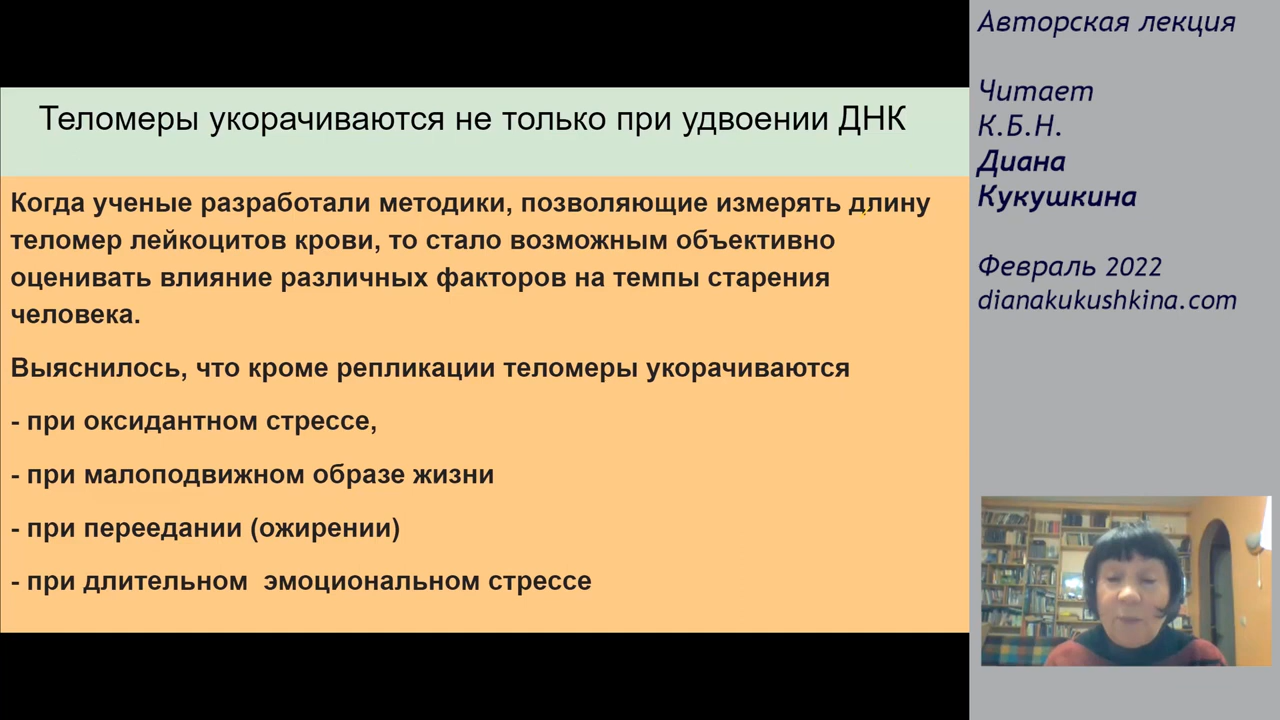 Теломеры укорачиваются не только при удвоении ДНК
Когда ученые разработали методики, позволяющие измерять длину
теломер лейкоцитов крови, то стало возможным объективно
оценивать влияние различных факторов на темпы старения
человека.
Выяснилось, что кроме репликации теломеры укорачиваются
- при оксидантном стрессе,
- при малоподвижном образе жизни
- при переедании (ожирении)
- при длительном  эмоциональном стрессе
Авторская лекция
Читает
К.Б.Н.
Диана
Кукушкина
Февраль 2022
dianakukushkina.com